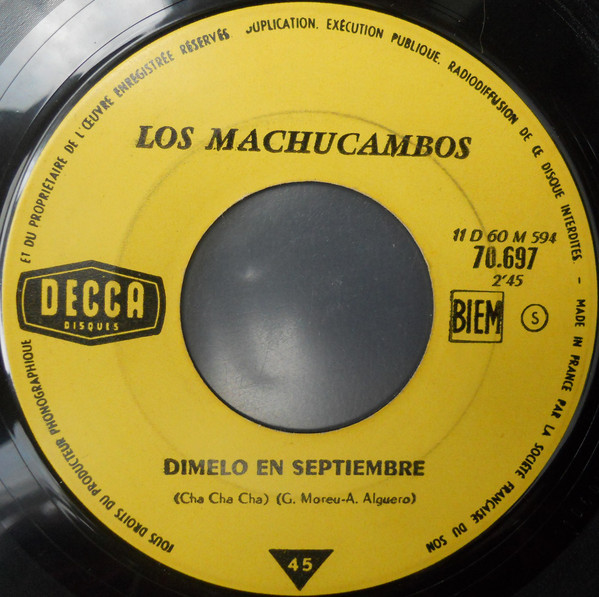 TOUS DROITS DU PRODUCTEUR PHONOGRAPHIQUE ET DU PROPRIÉTAIRE DE L'ŒUVRE ENREGISTRÉE RÉSERVÉS DUPLICATION, EXÉCUTION PUBLIQUE, RADIODIFFUSION DE CE DISQUE INTERDITES. - MADE IN FRANCE PAR LA SOCIÉTÉ FRANÇAISE DU SON
LOS MACHUCAMBOS
11 D 60 M 594
70.697
2'45
DECCA
DISQUES
BIEM
S
DIMELO EN SEPTIEMBRE
(Cha Cha Cha) (G. Moreu-A. Alguero)
45